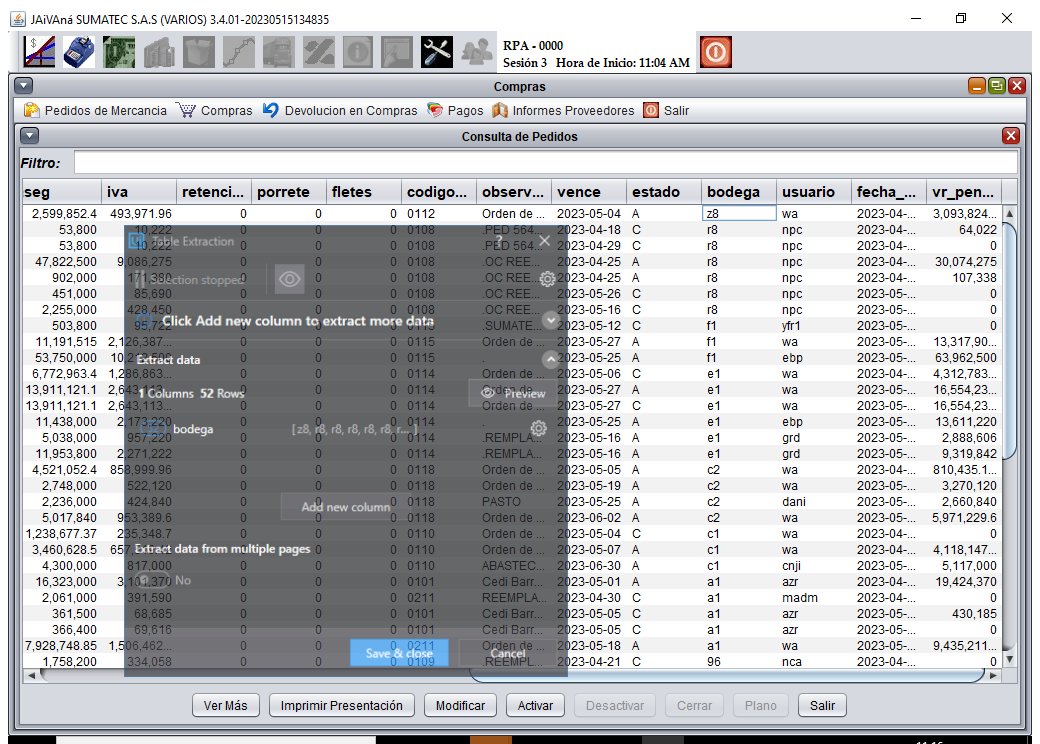 JAiVAná SUMATEC S.A.S (VARIOS) 3.4.01-20230515134835
RPA - 0000
Sesión 3 Hora de Inicio: 11:04 AM
Compras
Pedidos de Mercancia Compras Devolucion en Compras Pagos Informes Proveedores Salir
Consulta de Pedidos
Filtro:
seg iva retenci... porrete fletes codigo... observ... vence estado bodega usuario fecha_... vr_pen...
2,599,852.4 493,971.96 0 0 0 0112 Orden de ... 2023-05-04 A z8 wa 2023-04-... 3,093,824...
53,800 10,222 0 0 0 0108 .PED 564... 2023-04-18 C r8 npc 2023-04-... 64,022
Table Extraction ?
53,800 10,222 0 0 0 0108 .PED 564... 2023-04-29 C r8 npc 2023-04-... 0
47,822,500 9,086,275 0 0 0 0108 .OC REE... 2023-04-25 A r8 npc 2023-04-... 30,074,275
902,000 171,380 0 0 0 0108 .OC REE... 2023-04-25 A r8 npc 2023-04-... 107,338
Selection stopped
451,000 85,690 0 0 0 0108 .OC REE... 2023-05-26 C r8 npc 2023-05-... 0
2,255,000 428,450 0 0 0 0108 .OC REE... 2023-05-16 C r8 npc 2023-05-... 0
Click Add new column to extract more data
503,800 95,722 0 0 0 .SUMATE... 2023-05-12 C f1 yfr1 2023-04-... 0
11,191,515 2,126,387... 0 0 0 0115 Orden de ... 2023-05-27 A f1 wa 2023-04-... 13,317,90...
53,750,000 0 0 0 0115 . 2023-05-25 A f1 ebp 2023-05-... 63,962,500
Extract data
6,772,963.4 1,286,863... 0 0 0 0114 Orden de ... 2023-05-06 C e1 wa 2023-04-... 4,312,783...
13,911,121.1 2,643,113... 0 0 0 0114 Orden de ... 2023-05-27 A e1 wa 2023-05-... 16,554,23...
1 Columns 52 Rows Preview
13,911,121.1 2,643,113... 0 0 0 0114 Orden de ... 2023-05-27 C e1 wa 2023-05-... 16,554,23...
11,438,000 2,173,220 0 0 0 0114 . 2023-05-25 A e1 ebp 2023-05-... 13,611,220
bodega [z8, r8, r8, r8, r8, r8, r... ]
5,038,000 957,220 0 0 0 0114 .REMPLA... 2023-05-16 A e1 grd 2023-05-... 2,888,606
11,953,800 2,271,222 0 0 0 0114 .REMPLA... 2023-05-16 A e1 grd 2023-05-... 9,319,842
4,521,052.4 858,999.96 0 0 0 0118 Orden de ... 2023-05-05 A c2 wa 2023-04-... 810,435.1...
2,748,000 522,120 0 0 0 0118 Orden de ... 2023-05-19 A c2 wa 2023-05-... 3,270,120
2,236,000 424,840 0 0 0 0118 PASTO 2023-05-25 A c2 dani 2023-05-... 2,660,840
Add new column
5,017,840 953,389.6 0 0 0 0118 Orden de ... 2023-06-02 A c2 wa 2023-05-... 5,971,229.6
1,238,677.37 235,348.7 0 0 0 0110 Orden de ... 2023-05-04 C c1 wa 2023-04-... 0
3,460,628.5 0 0 0 0110 Orden de ... 2023-05-07 A c1 wa 2023-04-... 4,118,147...
Extract data from multiple pages
4,300,000 817,000 0 0 0 0110 ABASTEC... 2023-06-30 A c1 cnji 2023-05-... 5,117,000
16,323,000 3,101,370 0 0 0 0101 Cedi Barr... 2023-05-01 A a1 azr 2023-04-... 19,424,370
No
2,061,000 391,590 0 0 0 0211 REEMPLA... 2023-04-30 C a1 madm 2023-04-... 0
361,500 68,685 0 0 0 0101 Cedi Barr... 2023-05-05 C a1 azr 2023-05-... 430,185
366,400 69,616 0 0 0 0101 Cedi Barr... 2023-05-05 C a1 azr 2023-05-... 0
7,928,748.85 1,506,462... 0 0 0 0211 Orden de ... 2023-05-18 A a1 wa 2023-05-... 9,435,211...
Save & close Cancel
1,758,200 334,058 0 0 0 0109 .REEMPL... 2023-04-21 C 96 nca 2023-04-... 0
Ver Más Imprimir Presentación Modificar Activar Desactivar Cerrar Plano Salir